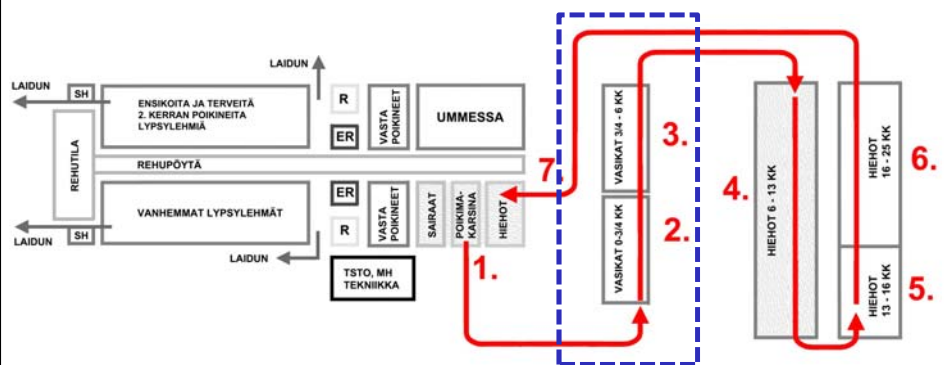 LAIDUN
LAIDUN
SH
ENSIKOITA JA TERVEITÄ
2. KERRAN POIKINEITA
LYPSYLEHMIÄ
R
ER
VASTA
POIKINEET
UMMESSA
REHUTILA
REHUPÖYTÄ
VANHEMMAT LYPSYLEHMÄT
SH
LAIDUN
LAIDUN
ER
R
VASTA
POIKINEET
SAIRAAT
POIKIMA-
KARSINA
HIEHOT
TSTO, MH
TEKNIIKKA
1.
7.
VASIKAT 3/4 - 6 KK
3.
VASIKAT 0-3/4 KK
2.
4.
HIEHOT 6 - 13 KK
HIEHOT
16 - 25 KK
6.
HIEHOT
13 - 16 KK
5.